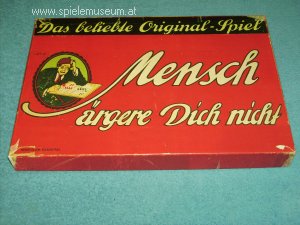 www.spielemuseum.at
Das beliebte Original-Spiel
Mensch
ärgere Dich nicht